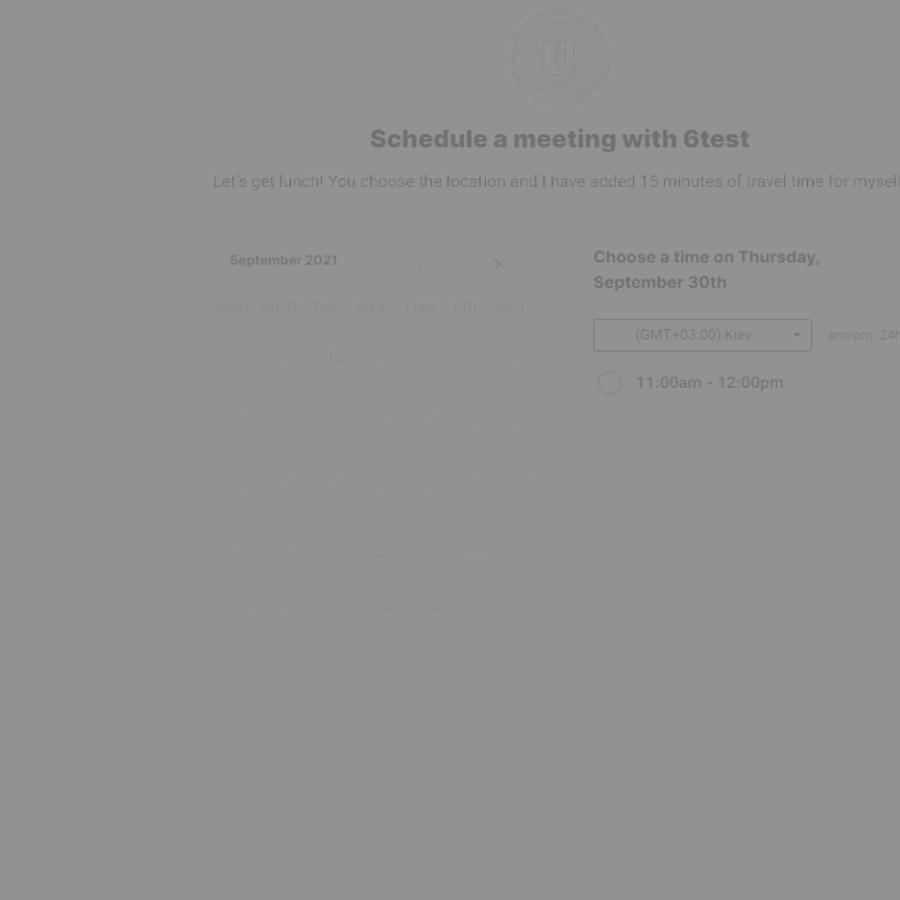 U
Schedule a meeting with 6test
Let's get lunch! You choose the location and I have added 15 minutes of travel time for myself
September 2021
SUN MON TUE WED THU FRI SAT
12
Choose a time on Thursday,
September 30th
(GMT+03:00) Kiev
am/pm 24h
11:00am - 12:00pm